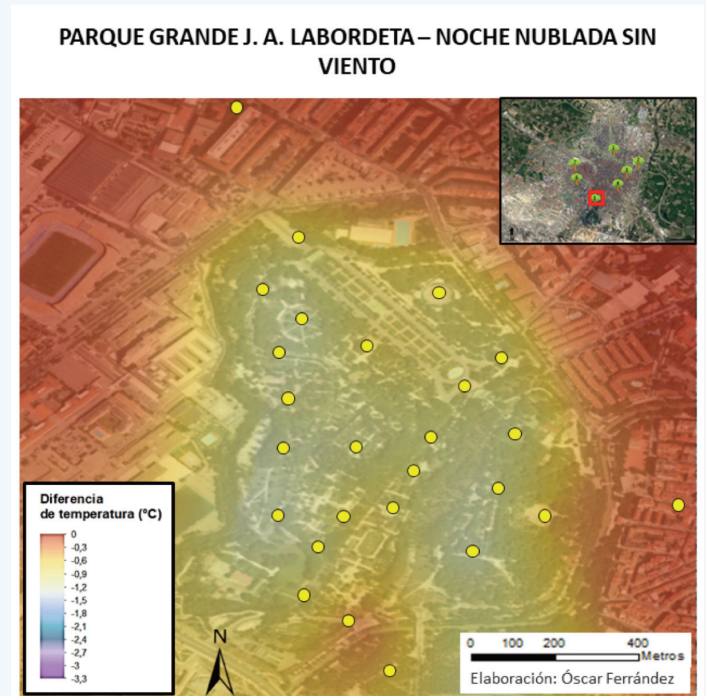 PARQUE GRANDE J. A. LABORDETA – NOCHE NUBLADA SIN
VIENTO
Diferencia
de temperatura (ºC)
0
-0,3
-0,6
-0,9
-1,2
-1,5
-1,8
-2,1
-2,4
-2,7
-3
-3,3
N
0 100 200 400
Metros
Elaboración: Óscar Ferrández